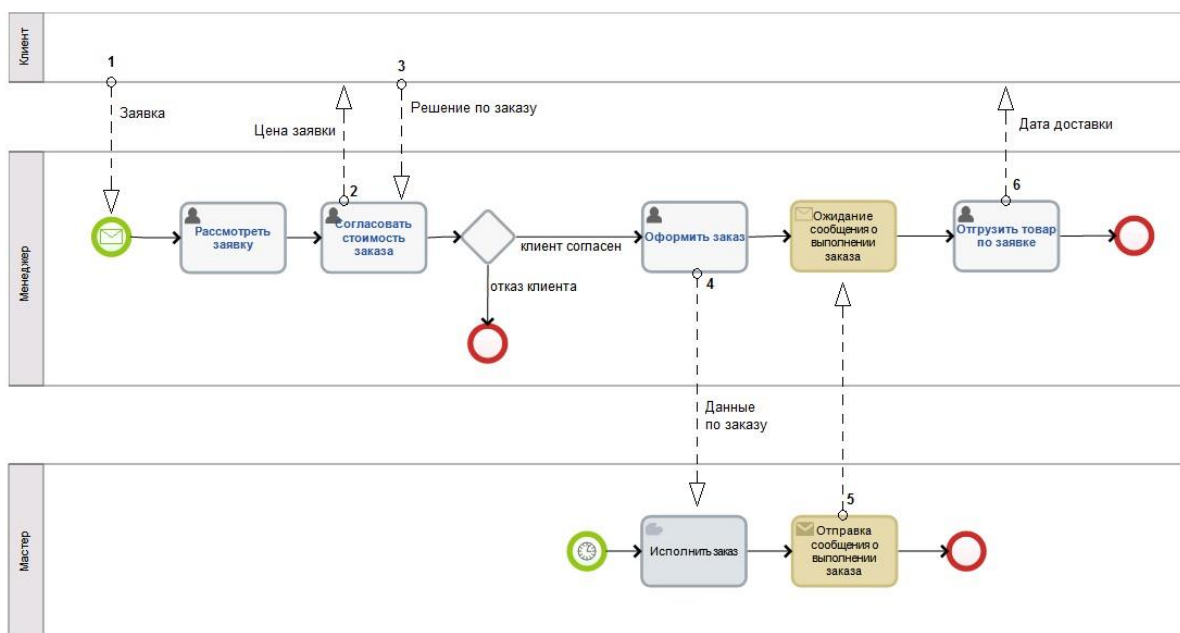 Клиент
1
3
Заявка
Решение по заказу
Цена заявки
Дата доставки
Менеджер
2
6
Рассмотреть
заявку
Согласовать
стоимость
заказа
клиент согласен
Оформить заказ
Ожидание
сообщения о
выполнении
заказа
Отгрузить товар
по заявке
отказ клиента
4
Данные
по заказу
Мастер
5
Исполнить заказ
Отправка
сообщения о
выполнении
заказа